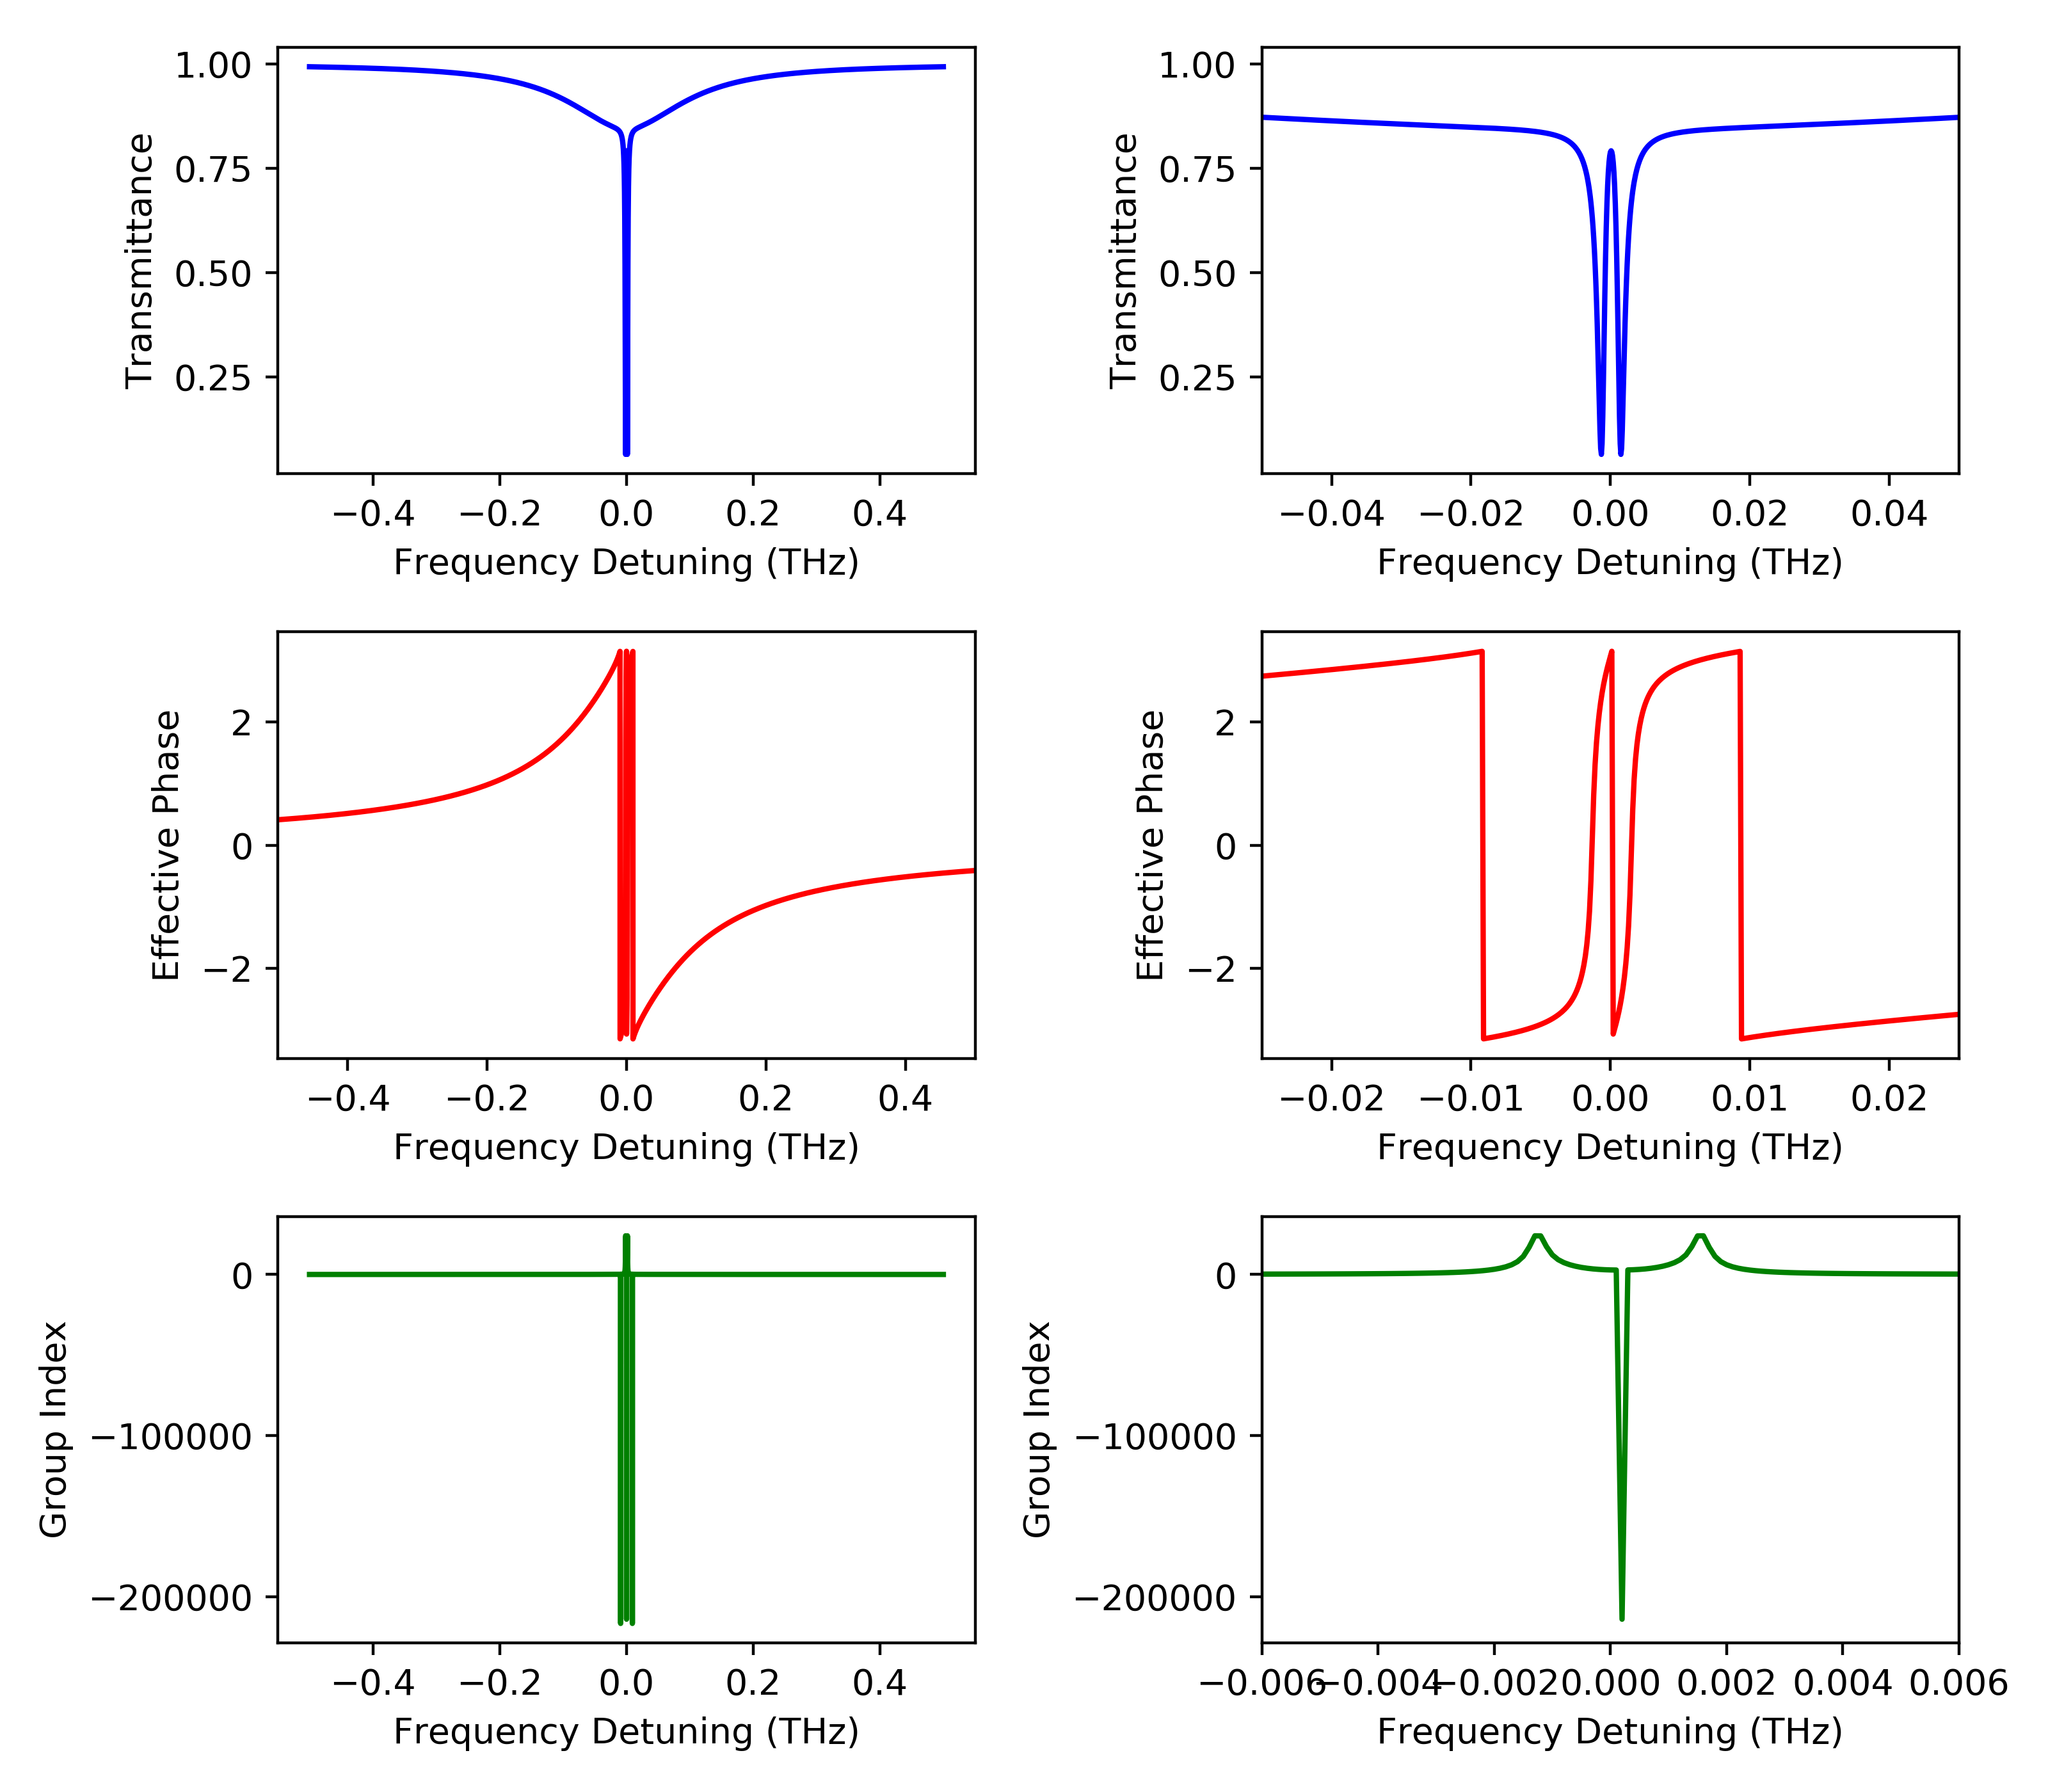 1.00
0.75
0.50
0.25
Transmittance
−0.4 −0.2 0.0 0.2 0.4
Frequency Detuning (THz)
1.00
0.75
0.50
0.25
Transmittance
−0.04 −0.02 0.00 0.02 0.04
Frequency Detuning (THz)
2
0
−2
Effective Phase
−0.4 −0.2 0.0 0.2 0.4
Frequency Detuning (THz)
2
0
−2
Effective Phase
−0.02 −0.01 0.00 0.01 0.02
Frequency Detuning (THz)
0
−100000
−200000
Group Index
−0.4 −0.2 0.0 0.2 0.4
Frequency Detuning (THz)
0
−100000
−200000
Group Index
−0.006 −0.004 −0.002 0.000 0.002 0.004 0.006
Frequency Detuning (THz)